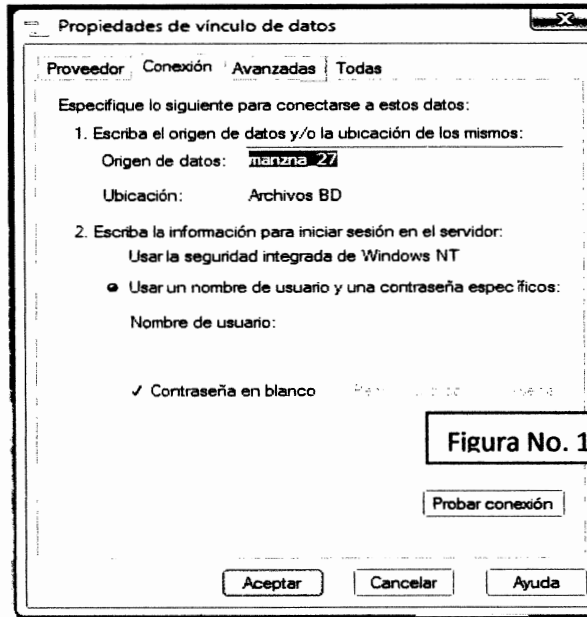 Propiedades de vínculo de datos
Proveedor Conexión Avanzadas Todas
Especifique lo siguiente para conectarse a estos datos:
1. Escriba el origen de datos y/o la ubicación de los mismos:
Origen de datos: manzna_27
Ubicación: Archivos BD
2. Escriba la información para iniciar sesión en el servidor:
Usar la seguridad integrada de Windows NT
Usar un nombre de usuario y una contraseña específicos:
Nombre de usuario:
✓ Contraseña en blanco
Figura No. 1
Probar conexión
Aceptar Cancelar Ayuda